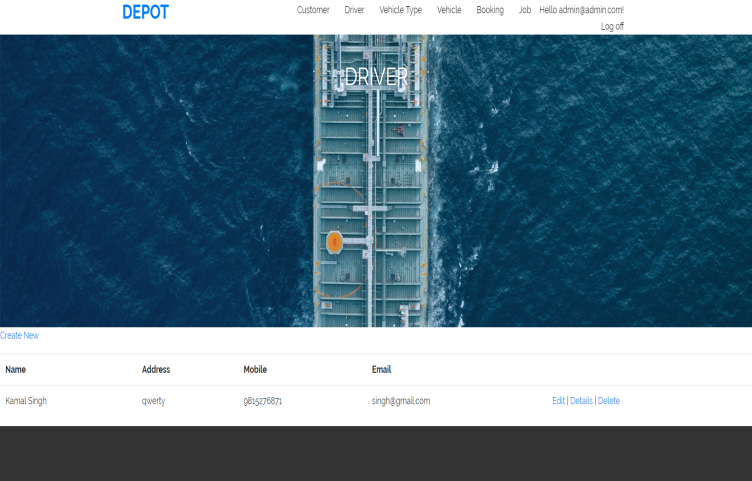 DEPOT Customer Driver Vehicle Type Vehicle Booking Job Hello admin@admin.com!
Log off
DRIVER
Create New
Name Address Mobile Email
Kamal Singh qwerty 9815276871 singh@gmail.com Edit | Details | Delete